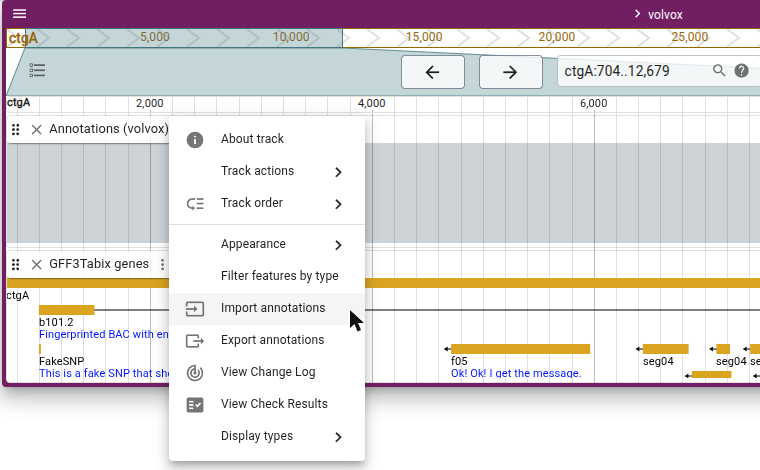 volvox
ctgA
5,000
10,000
15,000
20,000
25,000
ctgA:704..12,679
ctgA
2,000
4,000
6,000
Annotations (volvox)
About track
Track actions
Track order
Appearance
Filter features by type
Import annotations
Export annotations
View Change Log
View Check Results
Display types
GFF3Tabix genes
ctgA
b101.2
Fingerprinted BAC with en
FakeSNP
This is a fake SNP that sh
f05
Ok! Ok! I get the message.
seg04
seg04
se